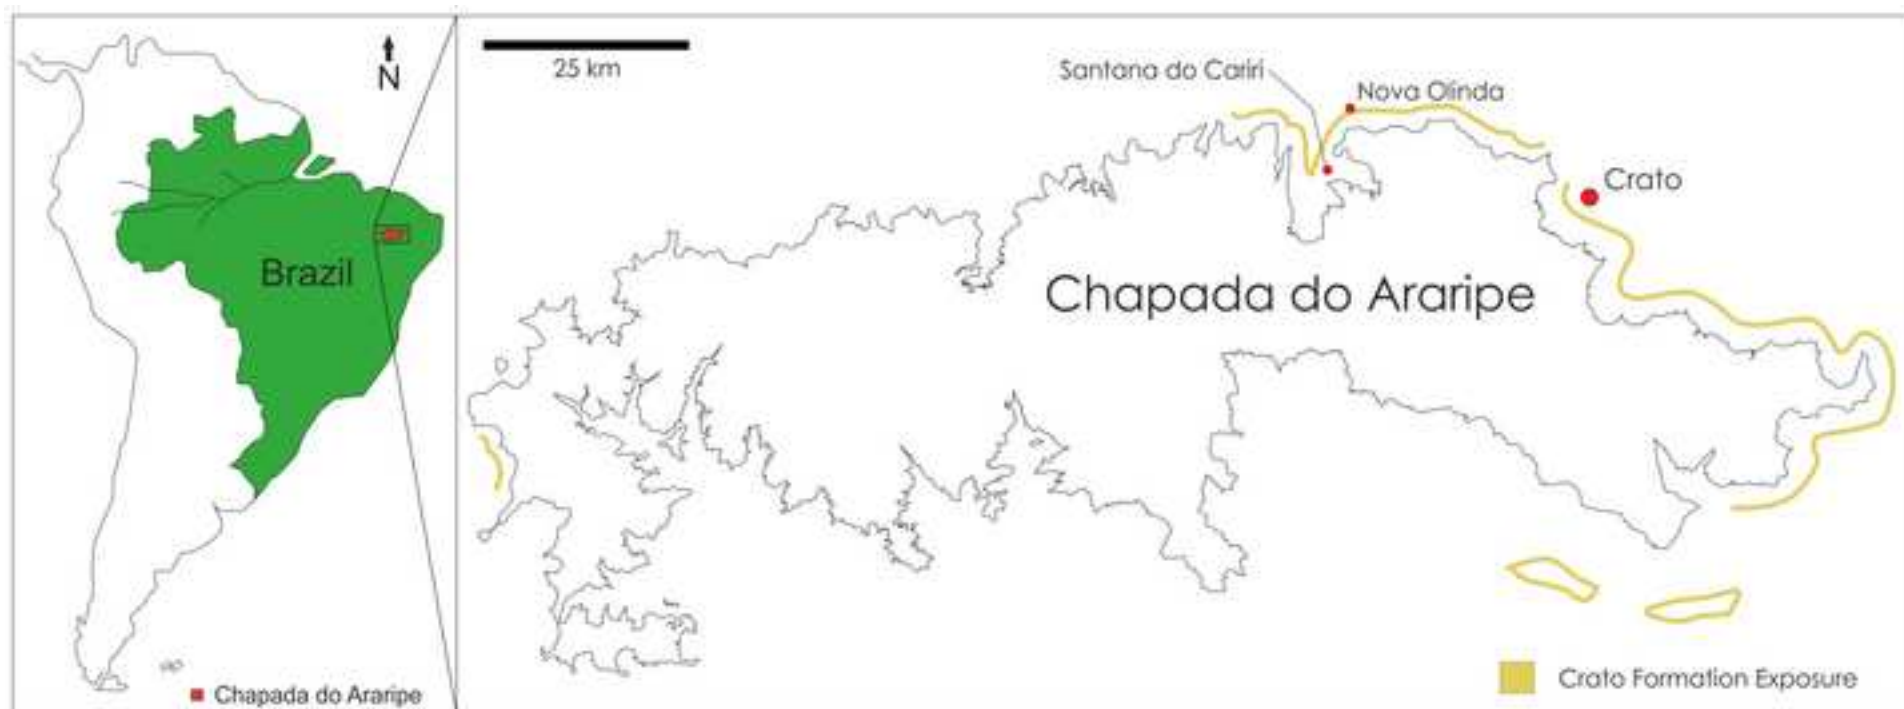 N
Brazil
Chapada do Araripe
25 km
Santana do Cariri
Nova Olinda
Crato
Chapada do Araripe
Crato Formation Exposure